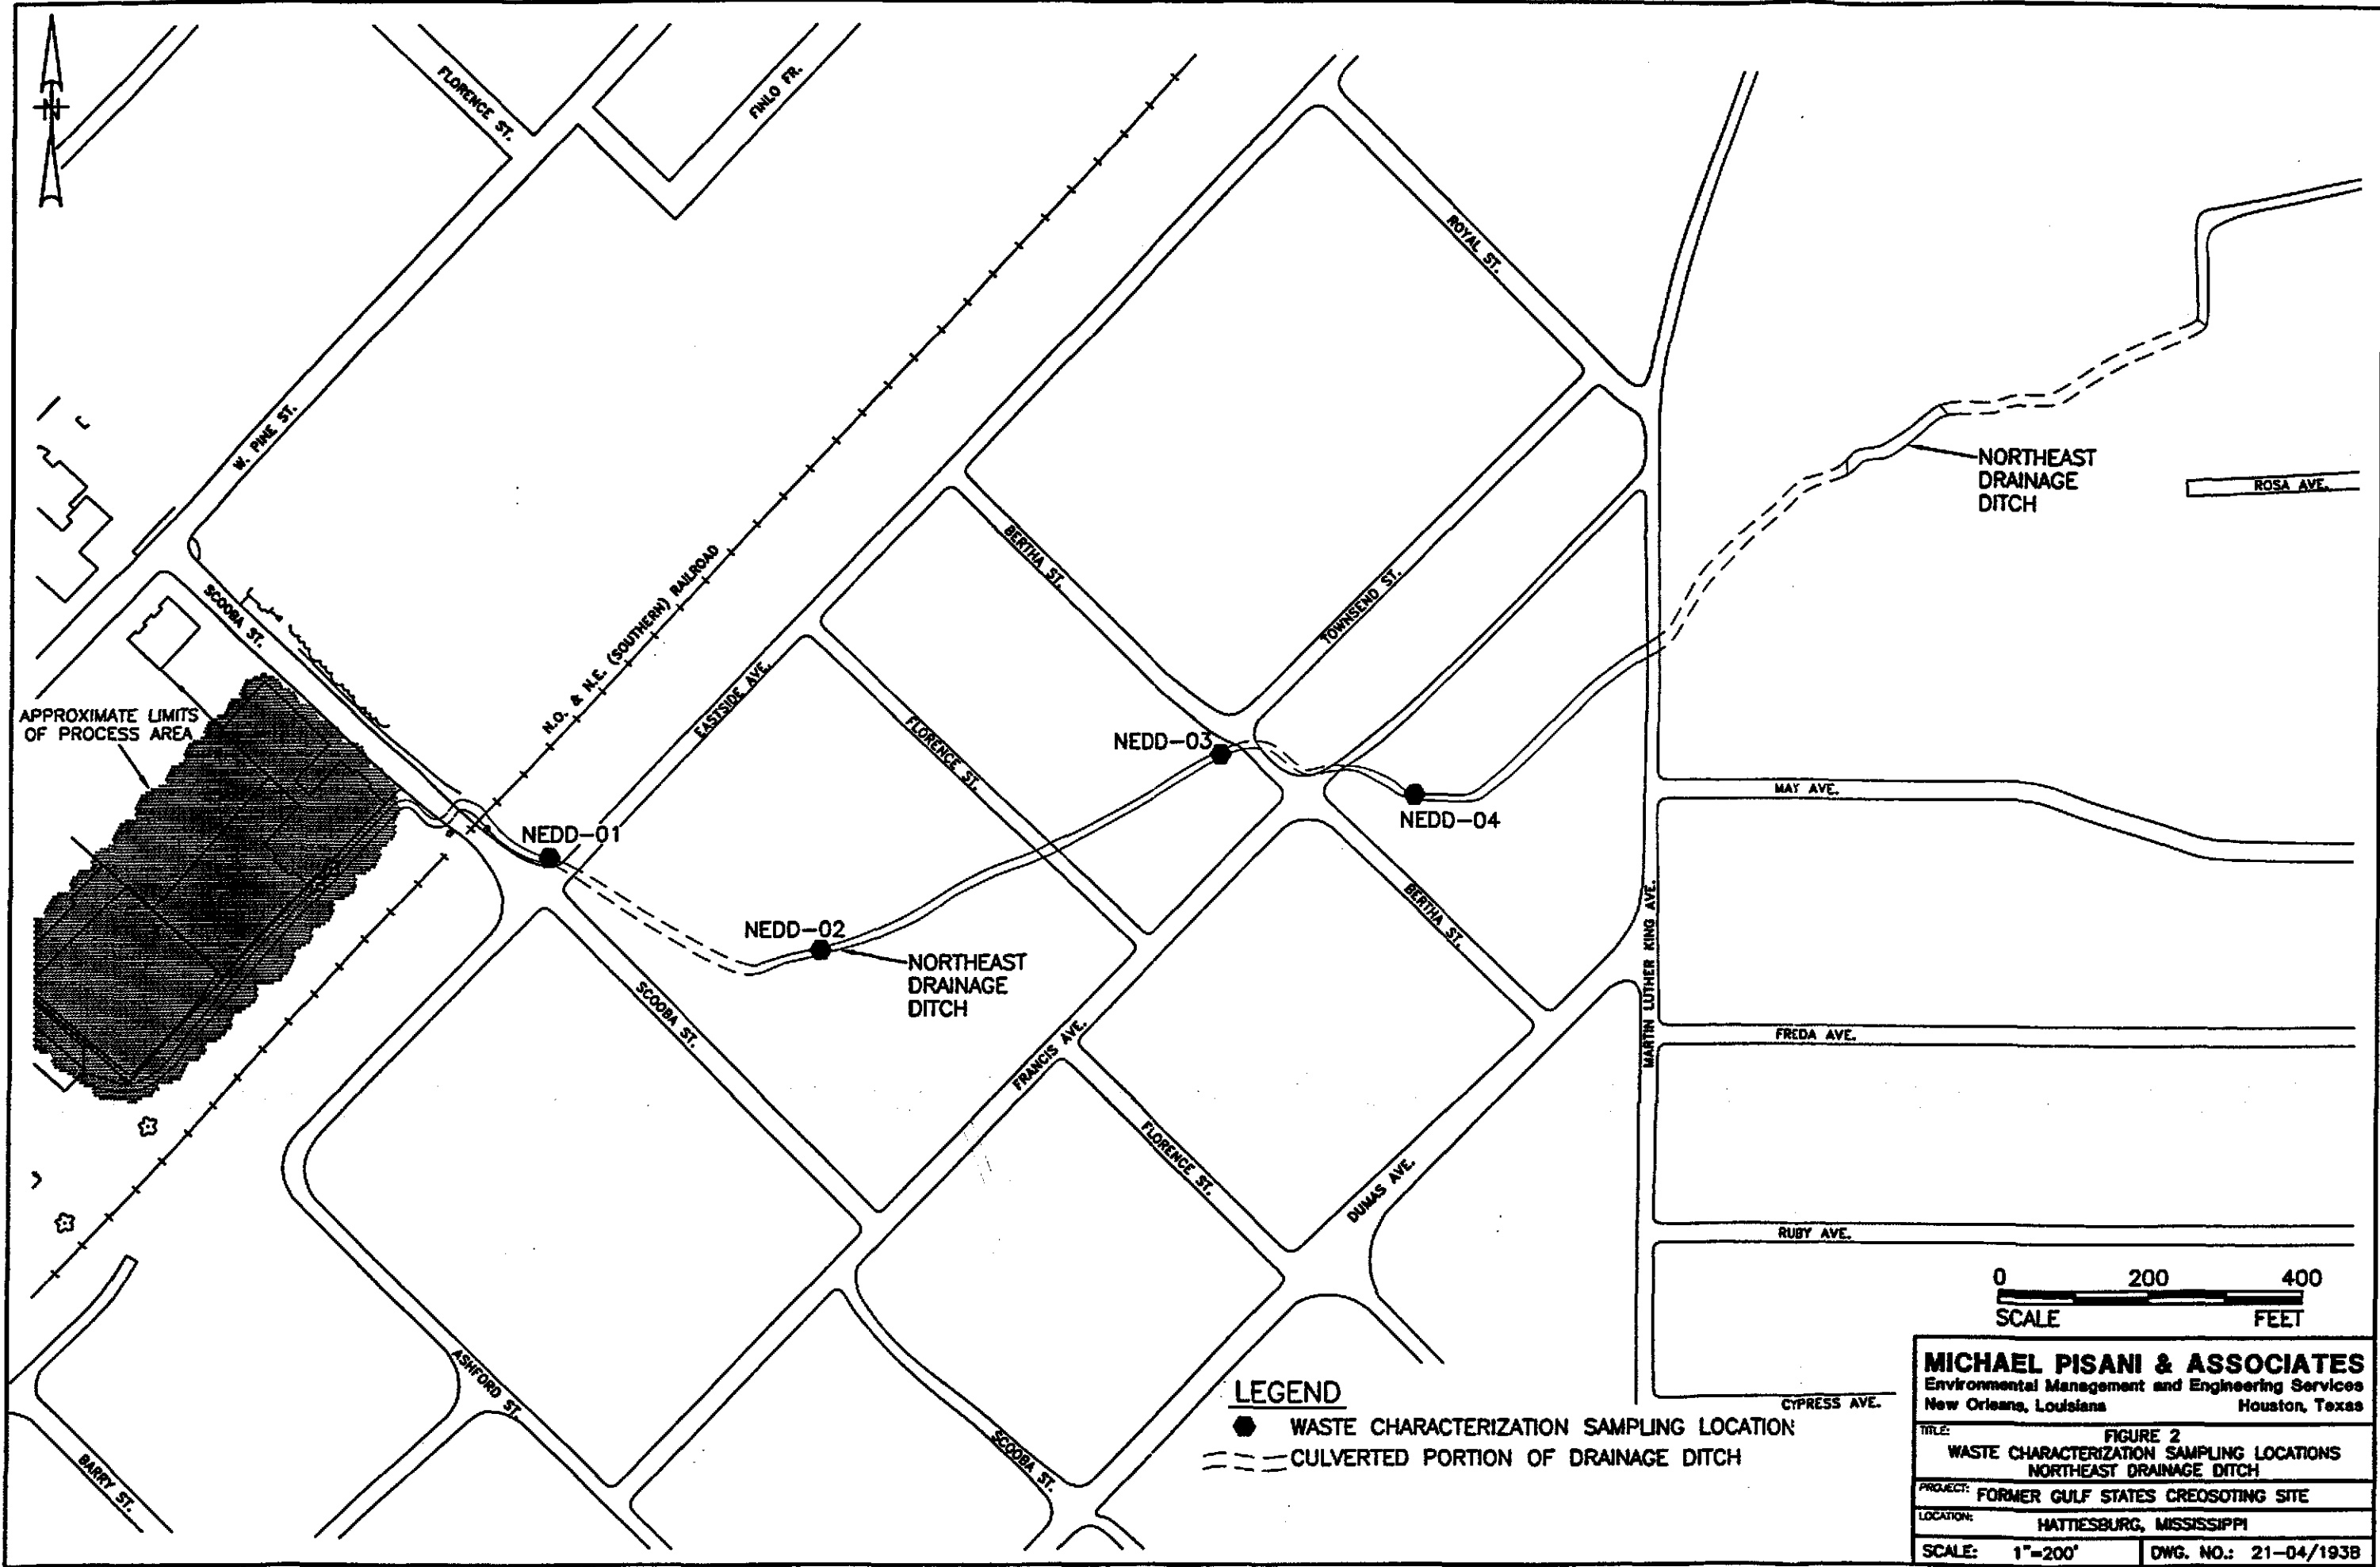 N
FLORENCE ST.
FINLO FR.
ROYAL ST.
W. PINE ST.
NORTHEAST
DRAINAGE
DITCH
ROSA AVE.
SCOOBA ST.
N.O. & N.E. (SOUTHERN) RAILROAD
BERTHA ST.
TOWNSEND ST.
EASTSIDE AVE.
FLORENCE ST.
APPROXIMATE LIMITS
OF PROCESS AREA
NEDD-01
NEDD-03
NEDD-04
MAY AVE.
NEDD-02
NORTHEAST
DRAINAGE
DITCH
BERTHA ST.
MARTIN LUTHER KING AVE.
SCOOBA ST.
FRANCIS AVE.
FREDA AVE.
FLORENCE ST.
DUMAS AVE.
RUBY AVE.
0 200 400
SCALE FEET
ASHFORD ST.
SCOOBA ST.
BARRY ST.
CYPRESS AVE.
LEGEND
WASTE CHARACTERIZATION SAMPLING LOCATION
CULVERTED PORTION OF DRAINAGE DITCH
MICHAEL PISANI & ASSOCIATES
Environmental Management and Engineering Services
New Orleans, Louisiana Houston, Texas
TITLE: FIGURE 2
WASTE CHARACTERIZATION SAMPLING LOCATIONS
NORTHEAST DRAINAGE DITCH
PROJECT: FORMER GULF STATES CREOSOTING SITE
LOCATION: HATTIESBURG, MISSISSIPPI
SCALE: 1"=200' DWG. NO.: 21-04/193B